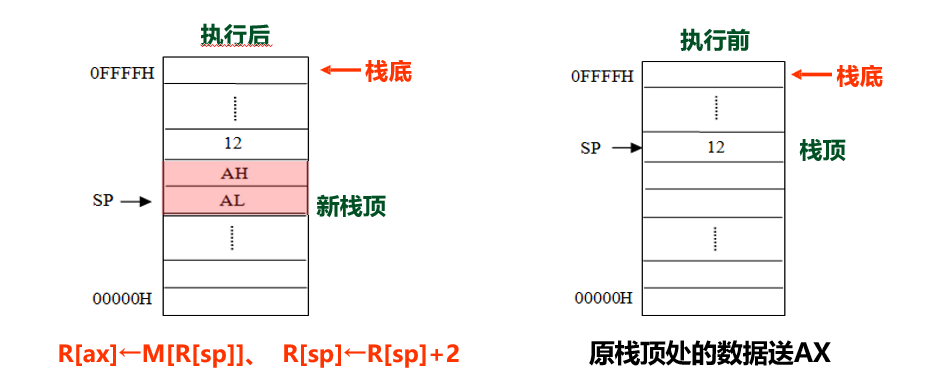 执行后
0FFFFH
栈底
12
AH
SP
AL
新栈顶
00000H
R[ax]←M[R[sp]]、 R[sp]←R[sp]+2
执行前
0FFFFH
栈底
SP
12
栈顶
00000H
原栈顶处的数据送AX